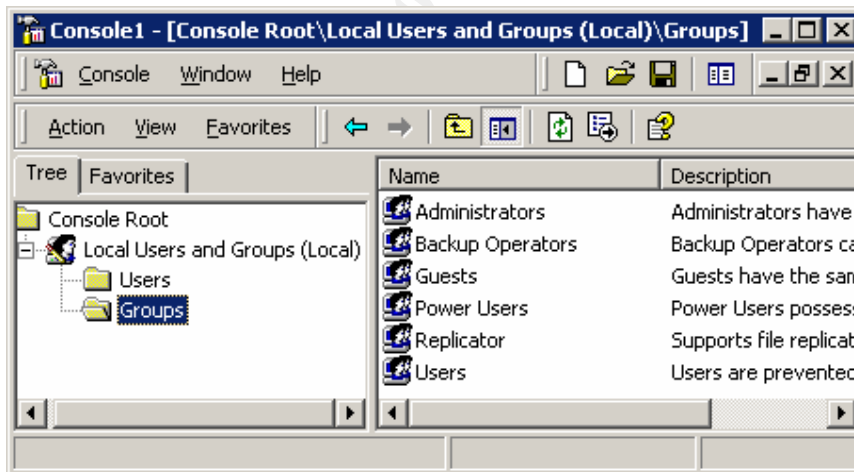 Console1 - [Console Root\Local Users and Groups (Local)\Groups]
Console Window Help
Action View Favorites
Tree Favorites
Name Description
Console Root
Local Users and Groups (Local)
Users
Groups
Administrators Administrators have
Backup Operators Backup Operators ca
Guests Guests have the san
Power Users Power Users possess
Replicator Supports file replicat
Users Users are prevented